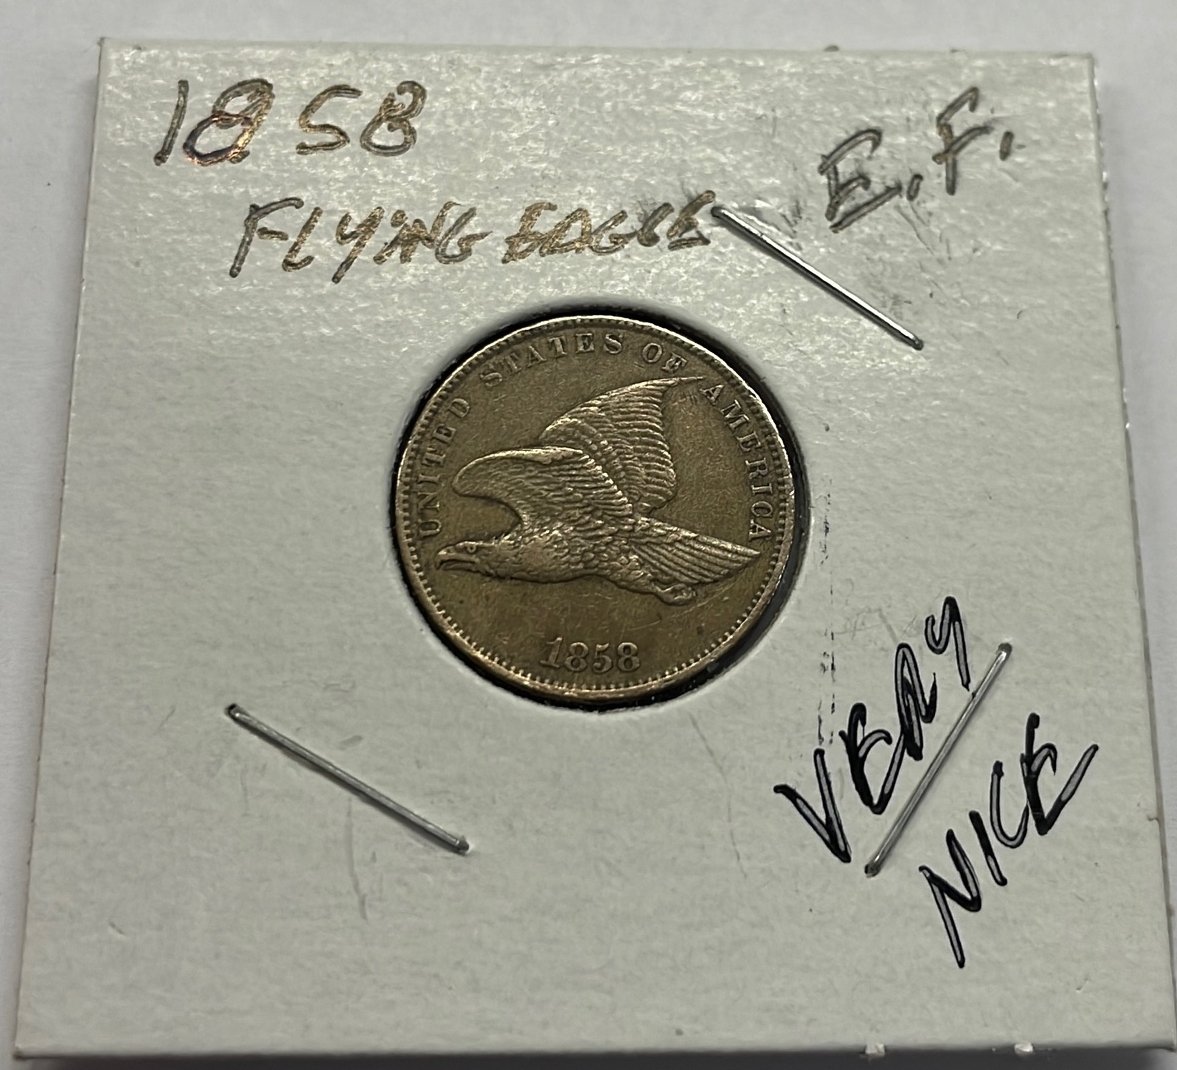 1858
E.F.
FLYING EAGLE
UNITED STATES OF AMERICA
1858
VERY
NICE